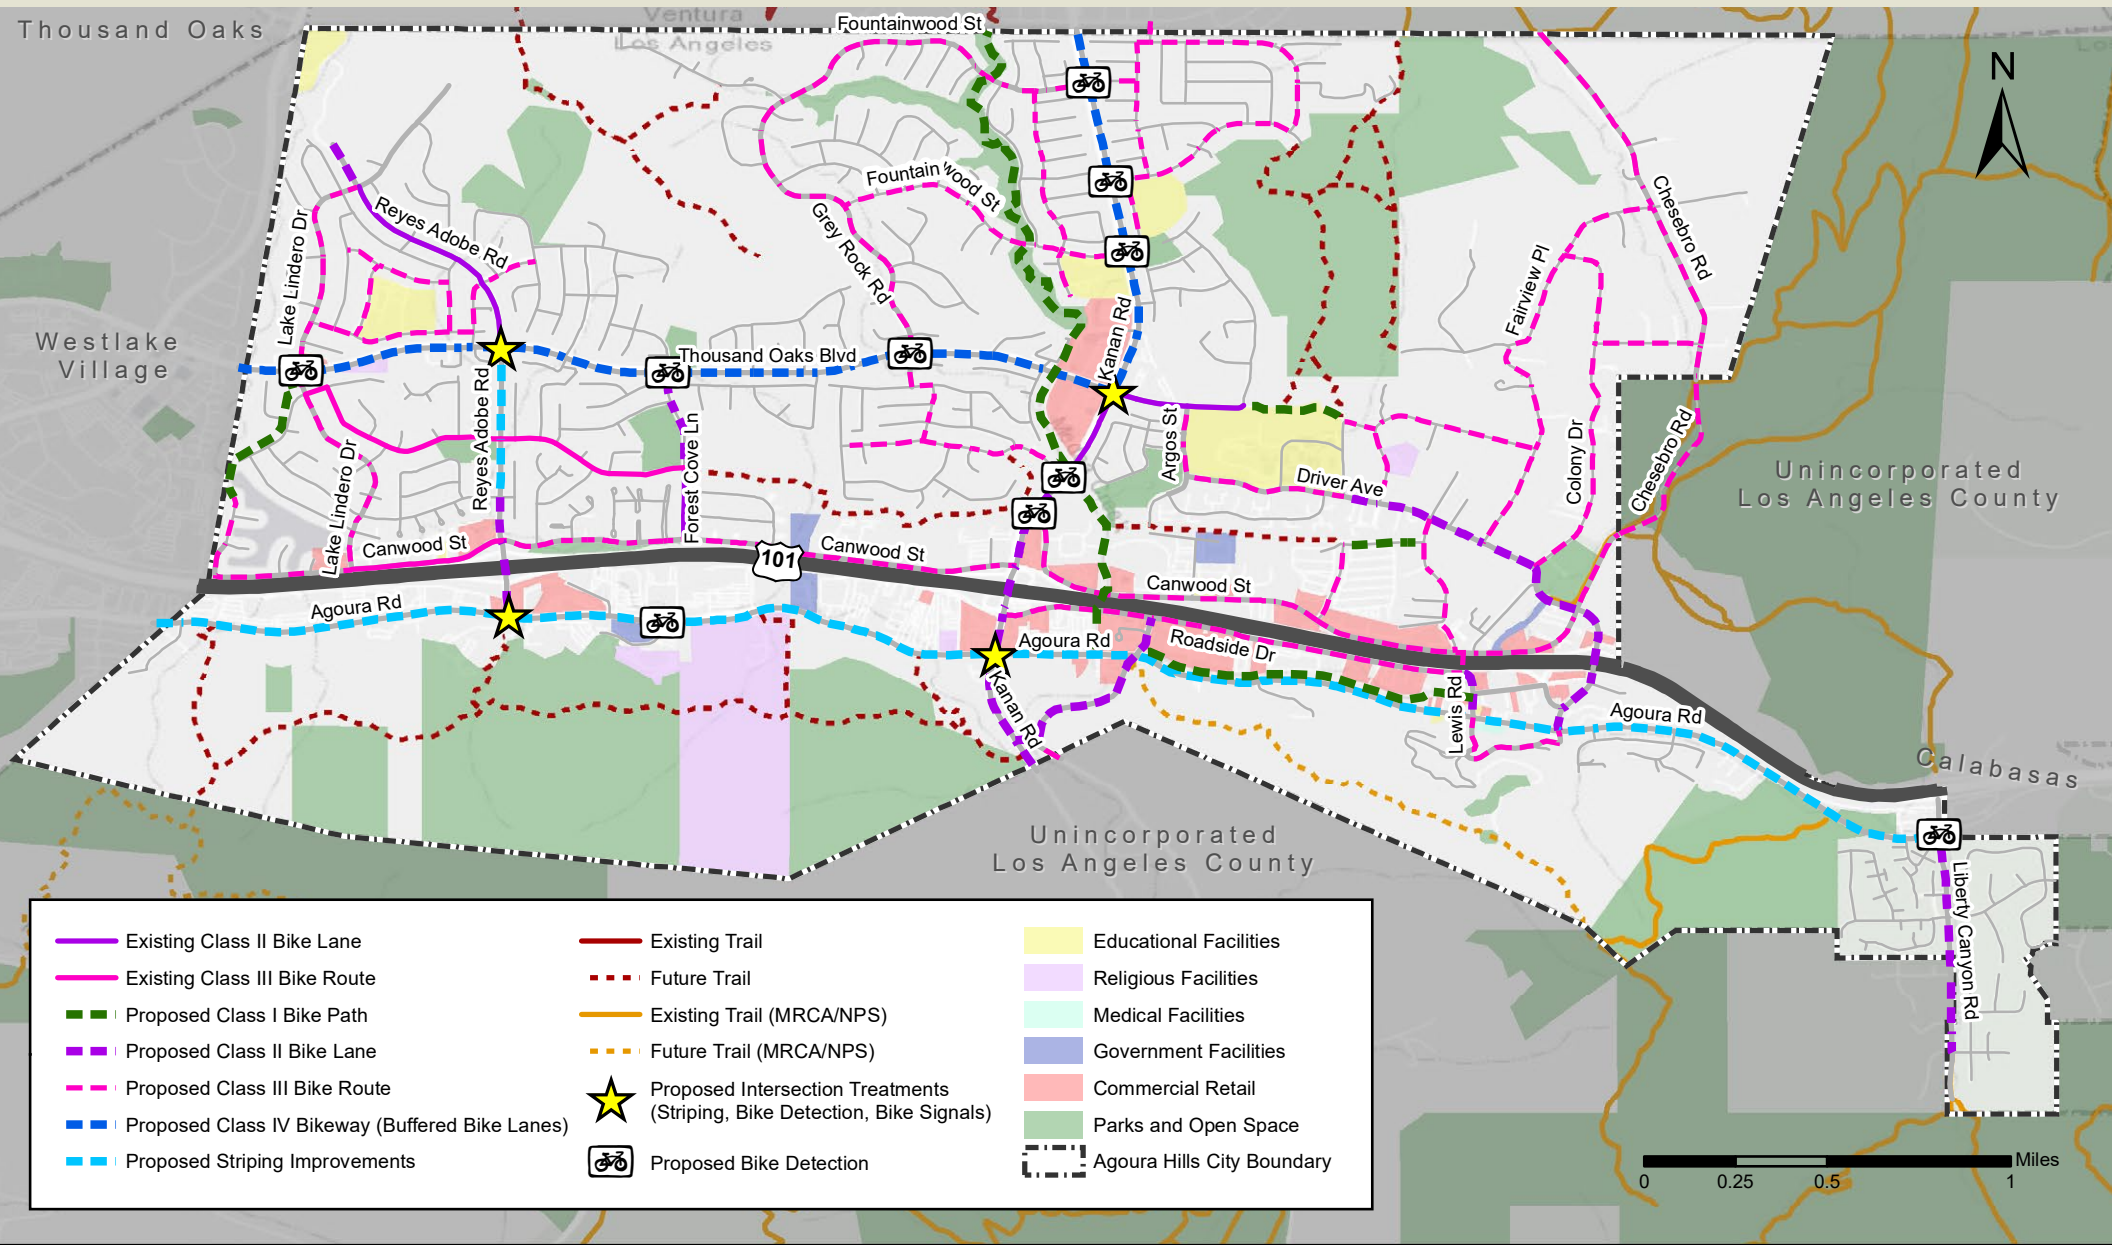 Thousand Oaks
Ventura
Los Angeles
Fountainwood St
N
Reyes Adobe Rd
Lake Lindero Dr
Fountainwood St
Grey Rock Rd
Chesebro Rd
Fairview Pl
Westlake
Village
Thousand Oaks Blvd
Kanan Rd
Reyes Adobe Rd
Forest Cove Ln
Lake Lindero Dr
Argos St
Driver Ave
Colony Dr
Chesebro Rd
Unincorporated
Los Angeles County
Canwood St
101
Canwood St
Canwood St
Agoura Rd
Agoura Rd
Roadside Dr
Kanan Rd
Lewis Rd
Agoura Rd
Calabasas
Unincorporated
Los Angeles County
Liberty Canyon Rd
Existing Class II Bike Lane
Existing Class III Bike Route
Proposed Class I Bike Path
Proposed Class II Bike Lane
Proposed Class III Bike Route
Proposed Class IV Bikeway (Buffered Bike Lanes)
Proposed Striping Improvements
Existing Trail
Future Trail
Existing Trail (MRCA/NPS)
Future Trail (MRCA/NPS)
Proposed Intersection Treatments
(Striping, Bike Detection, Bike Signals)
Proposed Bike Detection
Educational Facilities
Religious Facilities
Medical Facilities
Government Facilities
Commercial Retail
Parks and Open Space
Agoura Hills City Boundary
Miles
0 0.25 0.5 1